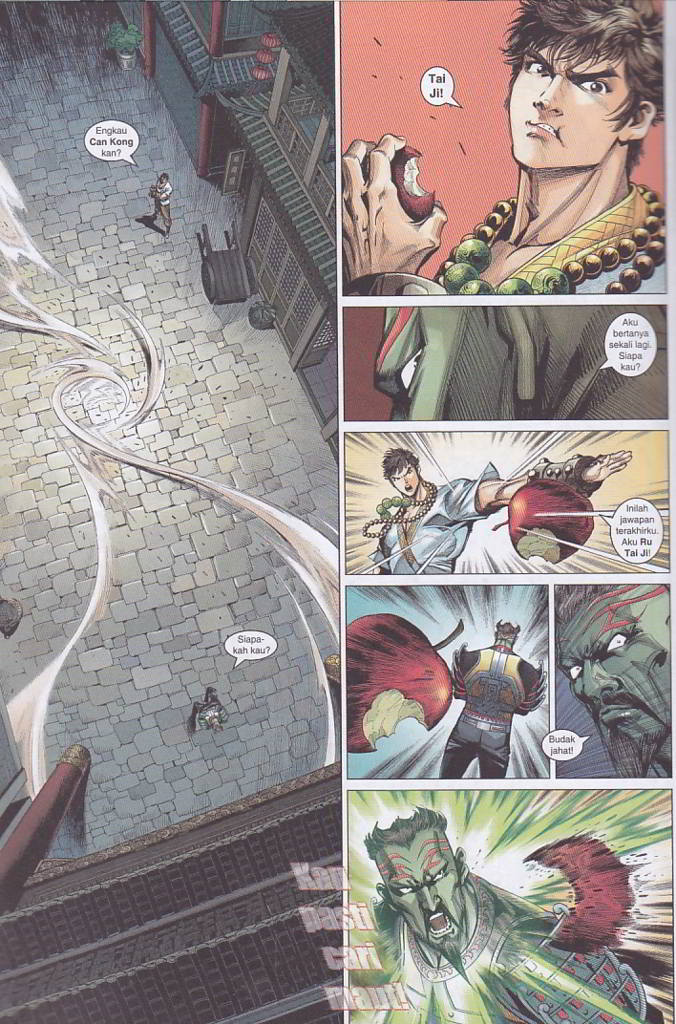 Engkau
Can Kong
kan?
Siapa-
kah kau?
Tai
Ji!
Aku
bertanya
sekali lagi.
Siapa
kau?
Inilah
jawapan
terakhirku.
Aku Ru
Tai Ji!
Budak
jahat!
Kau
pasti
cari
maut!